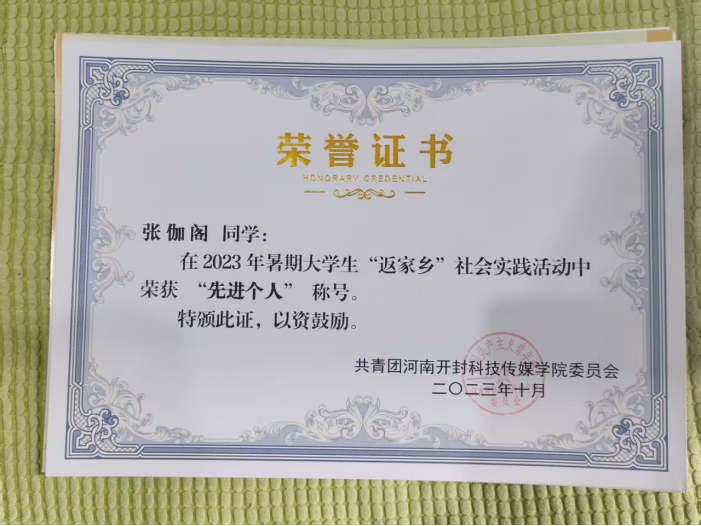 荣誉证书
HONORARY CREDENTIAL
张伽阁 同学：
在2023年暑期大学生“返家乡”社会实践活动中
荣获 “先进个人” 称号。
特颁此证，以资鼓励。
共青团河南开封科技传媒学院委员会
二〇二三年十月
委员会